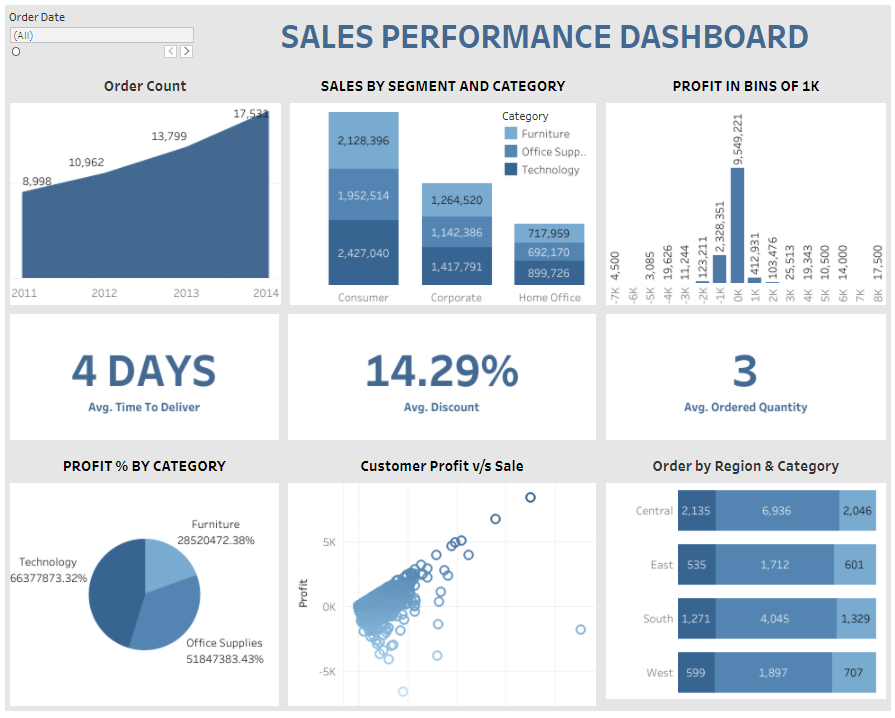 Order Date
(All)
SALES PERFORMANCE DASHBOARD
Order Count
8,998
10,962
13,799
17,531
2011 2012 2013 2014
SALES BY SEGMENT AND CATEGORY
Category
Furniture
Office Supp..
Technology
2,128,396
1,952,514
2,427,040
1,264,520
1,142,386
1,417,791
717,959
692,170
899,726
Consumer Corporate Home Office
PROFIT IN BINS OF 1K
4,500
3,085
19,626
11,244
123,211
2,328,351
9,549,221
412,931
103,476
25,513
19,343
10,500
14,000
17,500
-7K
-6K
-5K
-4K
-3K
-2K
-1K
0K
1K
2K
3K
4K
5K
6K
7K
8K
4 DAYS
Avg. Time To Deliver
14.29%
Avg. Discount
3
Avg. Ordered Quantity
PROFIT % BY CATEGORY
Furniture
28520472.38%
Technology
66377873.32%
Office Supplies
51847383.43%
Customer Profit v/s Sale
Profit
5K
0K
-5K
Order by Region & Category
Central 2,135 6,936 2,046
East 535 1,712 601
South 1,271 4,045 1,329
West 599 1,897 707